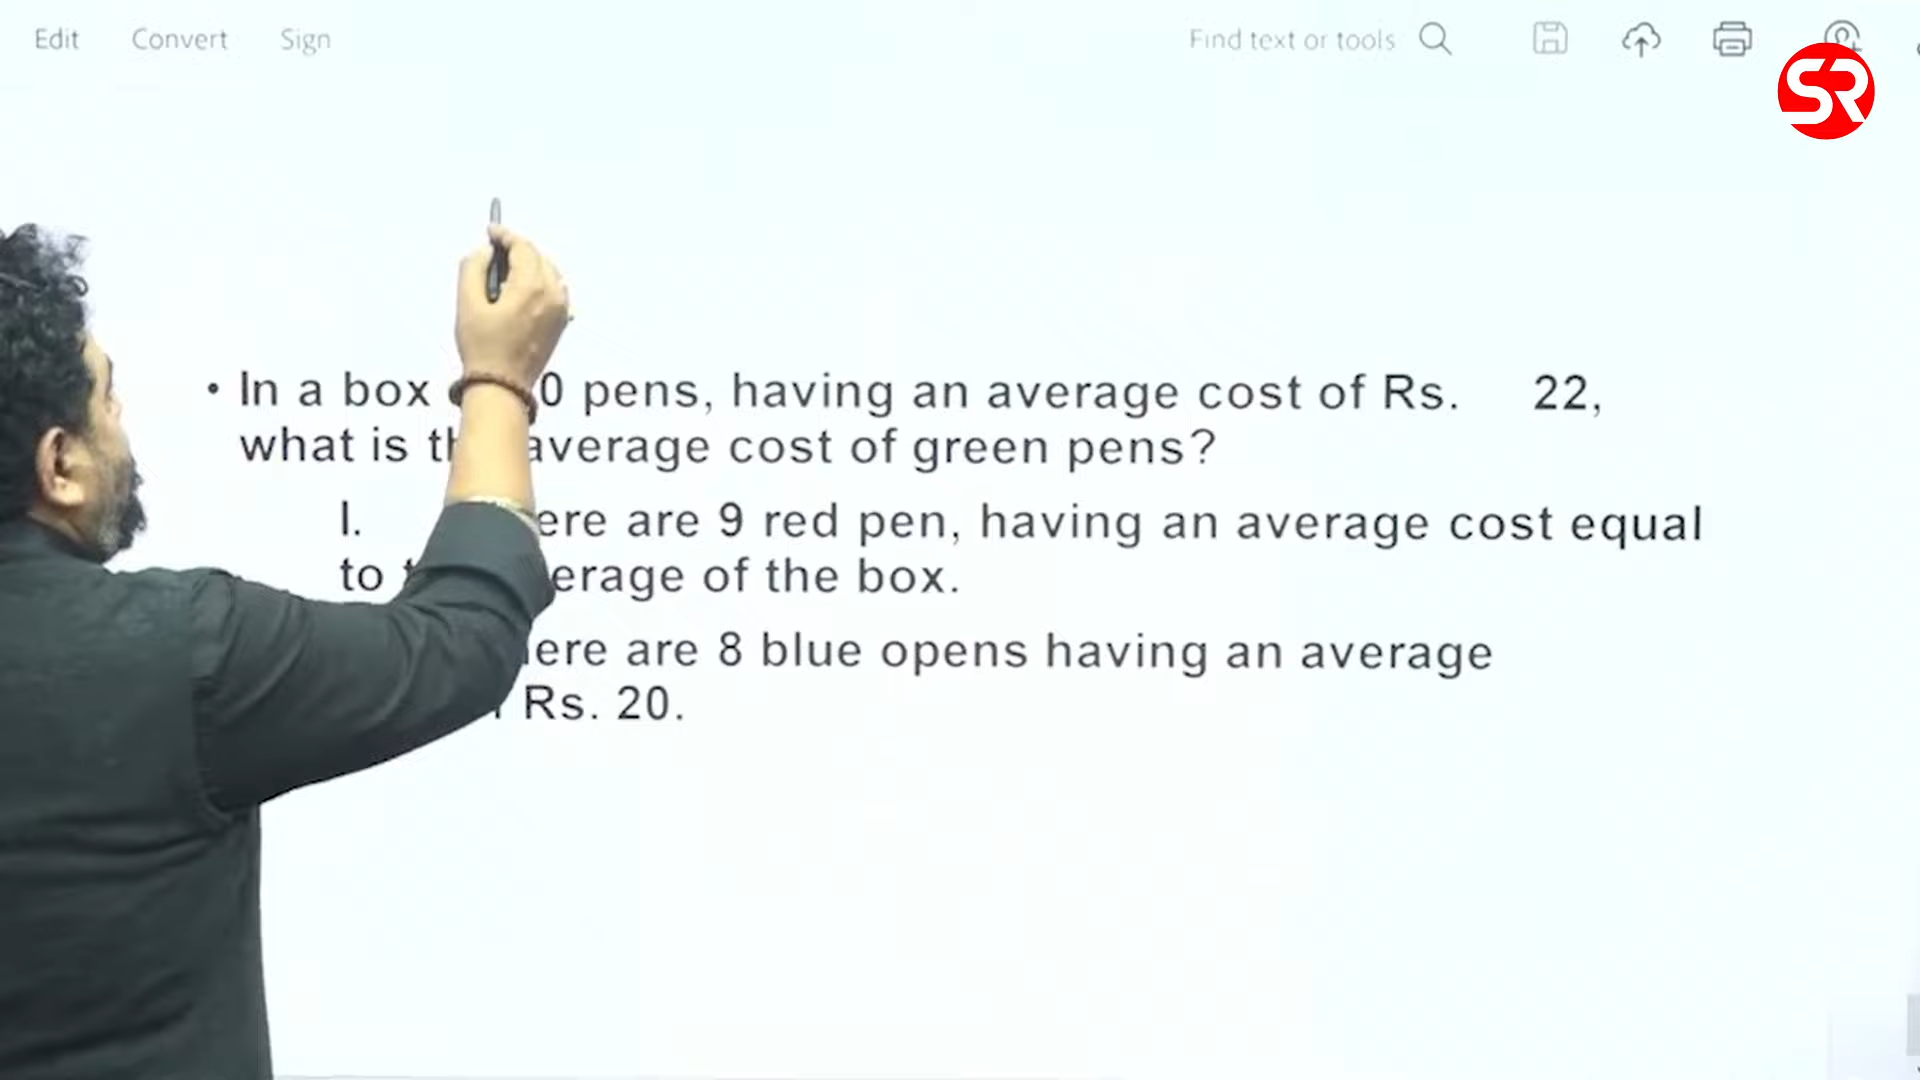 Edit Convert Sign Find text or tools
SR
• In a box 0 pens, having an average cost of Rs. 22,
what is average cost of green pens?
I. ere are 9 red pen, having an average cost equal
to erage of the box.
ere are 8 blue opens having an average
Rs. 20.